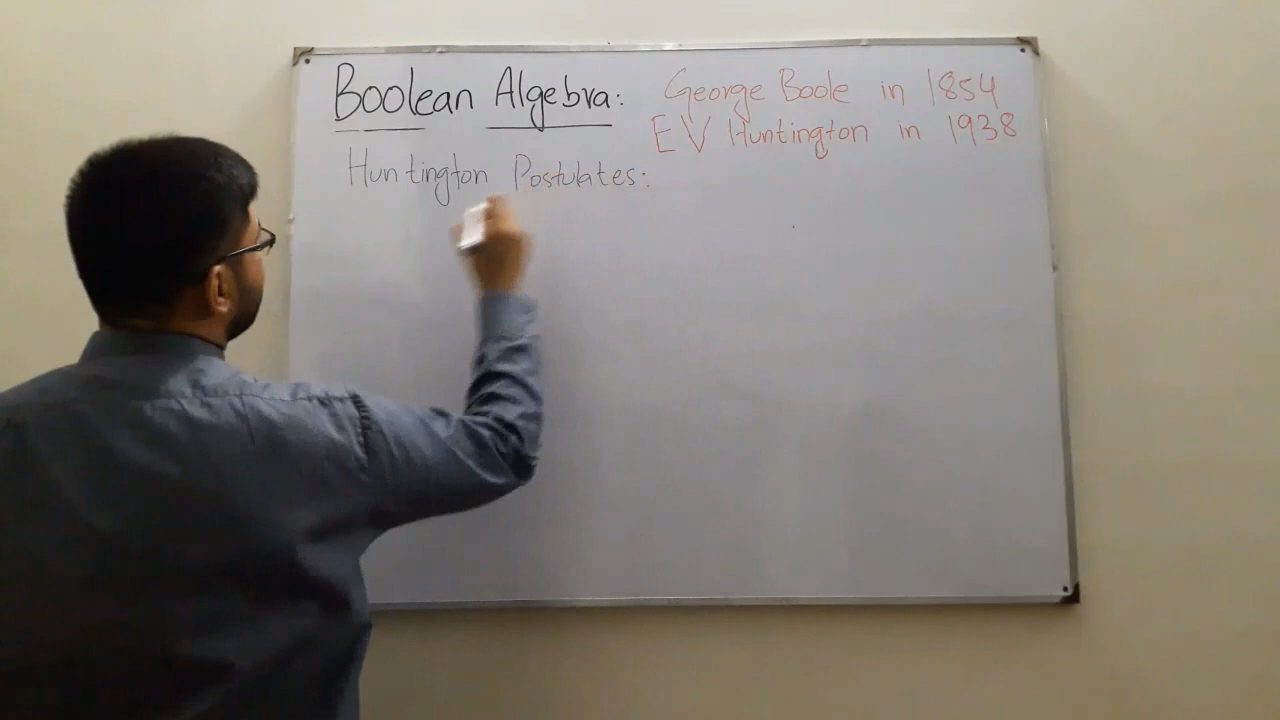 Boolean Algebra: George Boole in 1854
EV Huntington in 1938
Huntington Postulates: